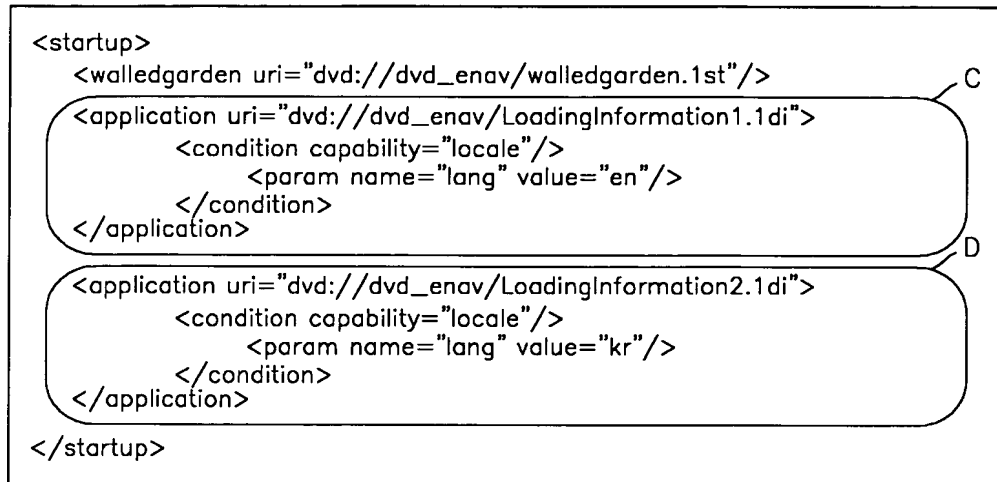 <startup>
<walledgarden uri="dvd://dvd_enav/walledgarden.1st"/>
C
<application uri="dvd://dvd_enav/LoadingInformation1.1di">
<condition capability="locale"/>
<param name="lang" value="en"/>
</condition>
</application>
D
<application uri="dvd://dvd_enav/LoadingInformation2.1di">
<condition capability="locale"/>
<param name="lang" value="kr"/>
</condition>
</application>
</startup>